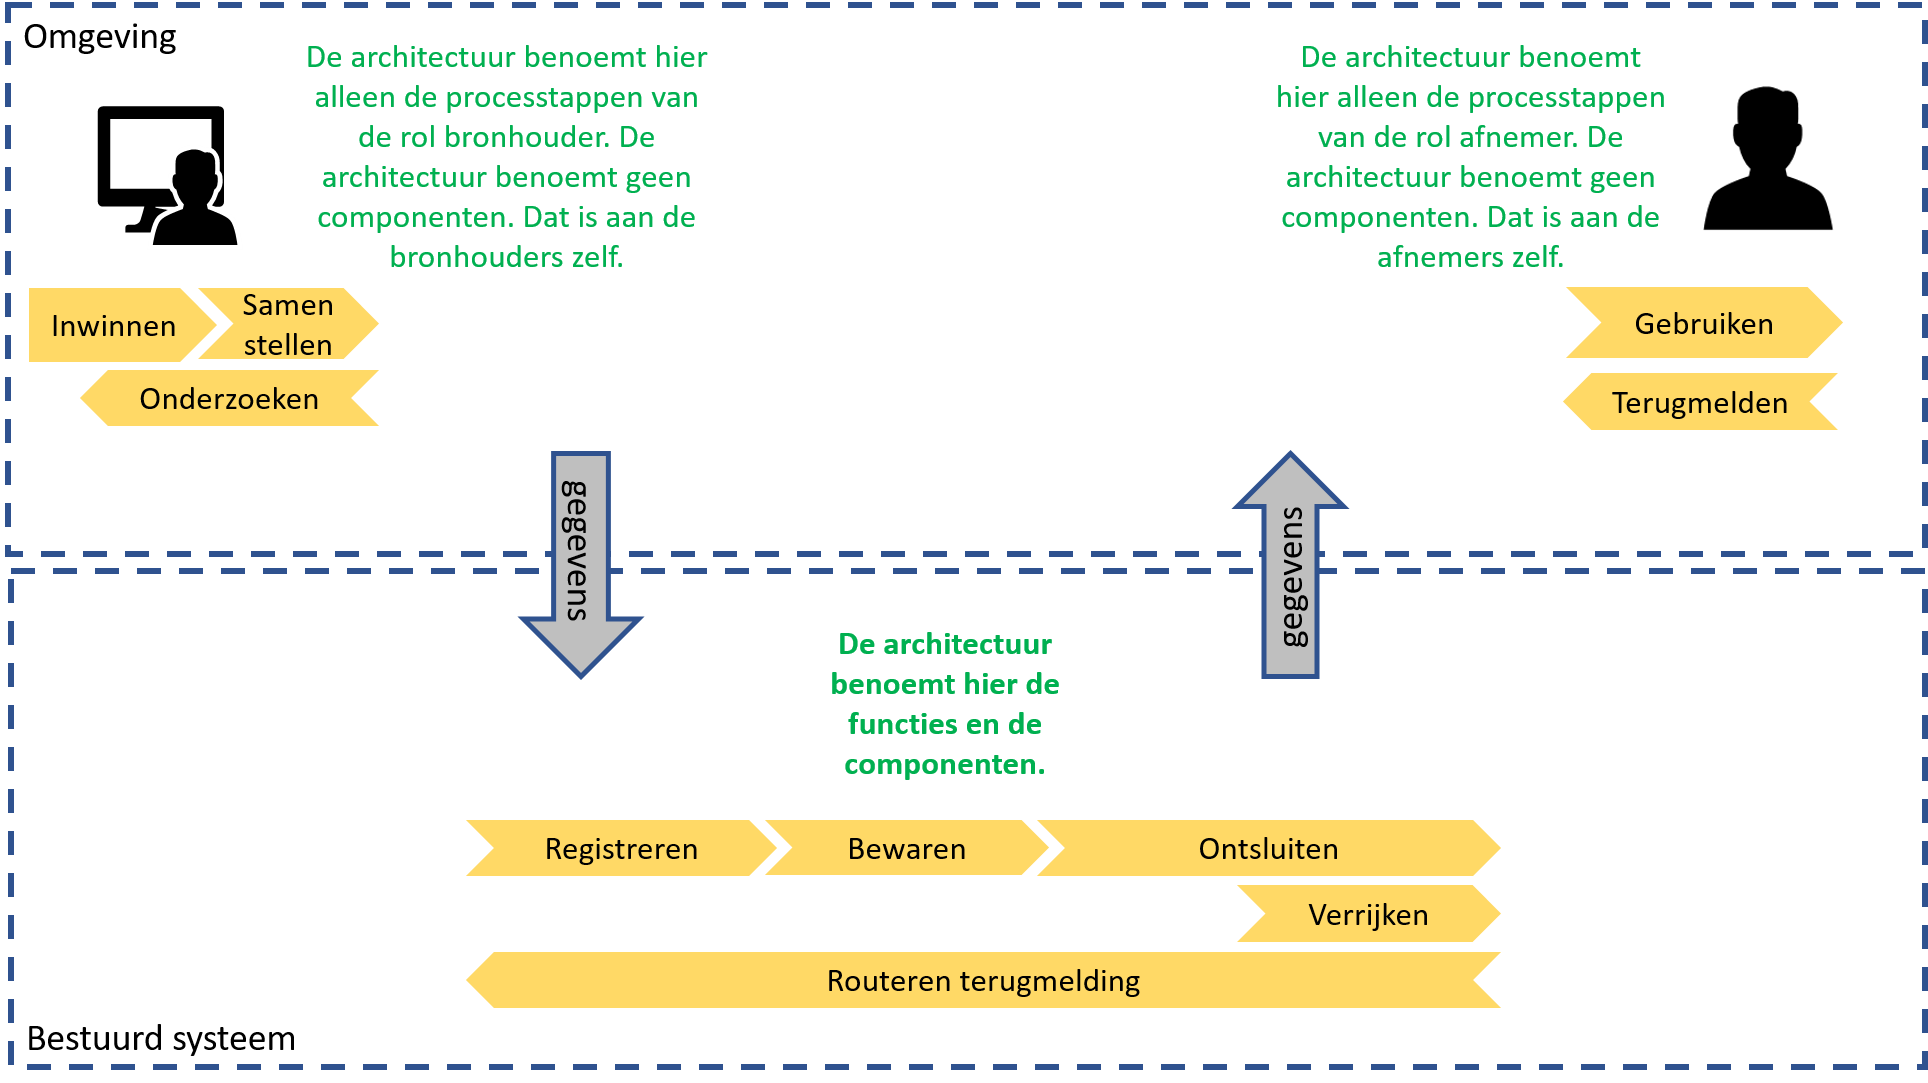 Omgeving
De architectuur benoemt hier
alleen de processtappen van
de rol bronhouder. De
architectuur benoemt geen
componenten. Dat is aan de
bronhouders zelf.
De architectuur benoemt
hier alleen de processtappen
van de rol afnemer. De
architectuur benoemt geen
componenten. Dat is aan de
afnemers zelf.
Inwinnen
Samen
stellen
Onderzoeken
Gebruiken
Terugmelden
gegevens
gegevens
De architectuur
benoemt hier de
functies en de
componenten.
Registreren
Bewaren
Ontsluiten
Verrijken
Routeren terugmelding
Bestuurd systeem